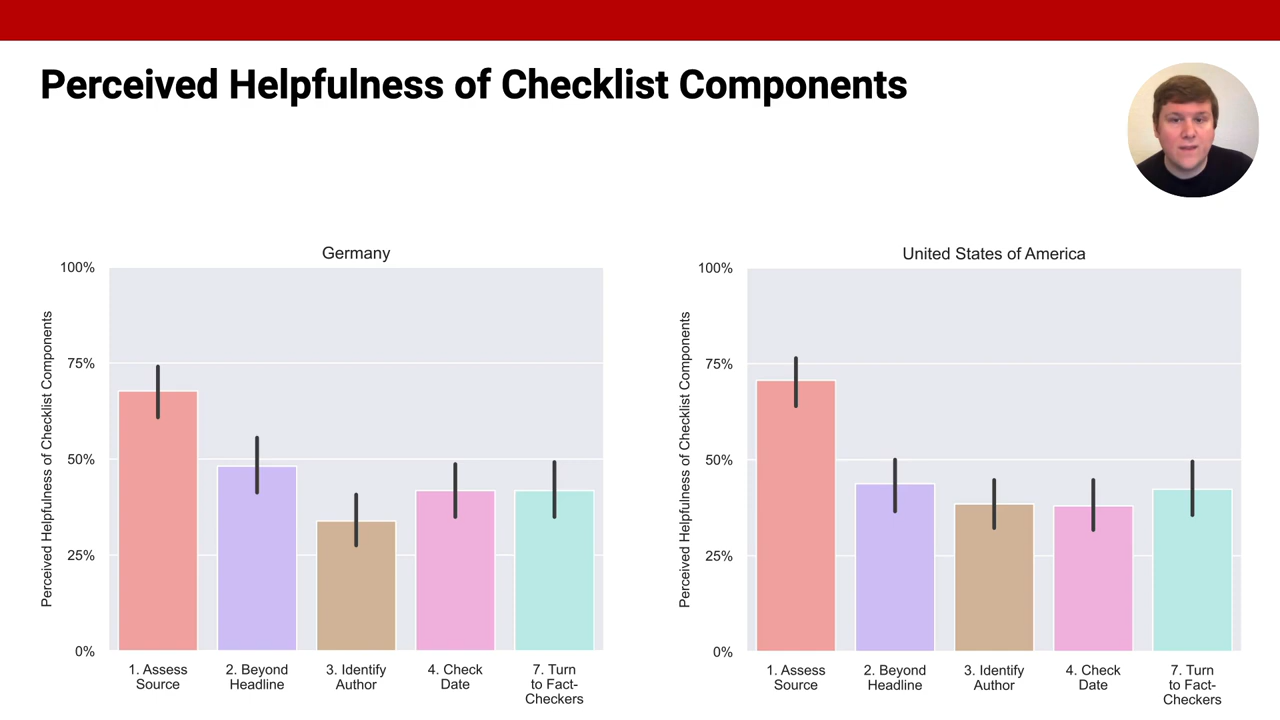 Perceived Helpfulness of Checklist Components
Germany
Perceived Helpfulness of Checklist Components
100%
75%
50%
25%
0%
1. Assess
Source
2. Beyond
Headline
3. Identify
Author
4. Check
Date
7. Turn
to Fact-
Checkers
United States of America
Perceived Helpfulness of Checklist Components
100%
75%
50%
25%
0%
1. Assess
Source
2. Beyond
Headline
3. Identify
Author
4. Check
Date
7. Turn
to Fact-
Checkers